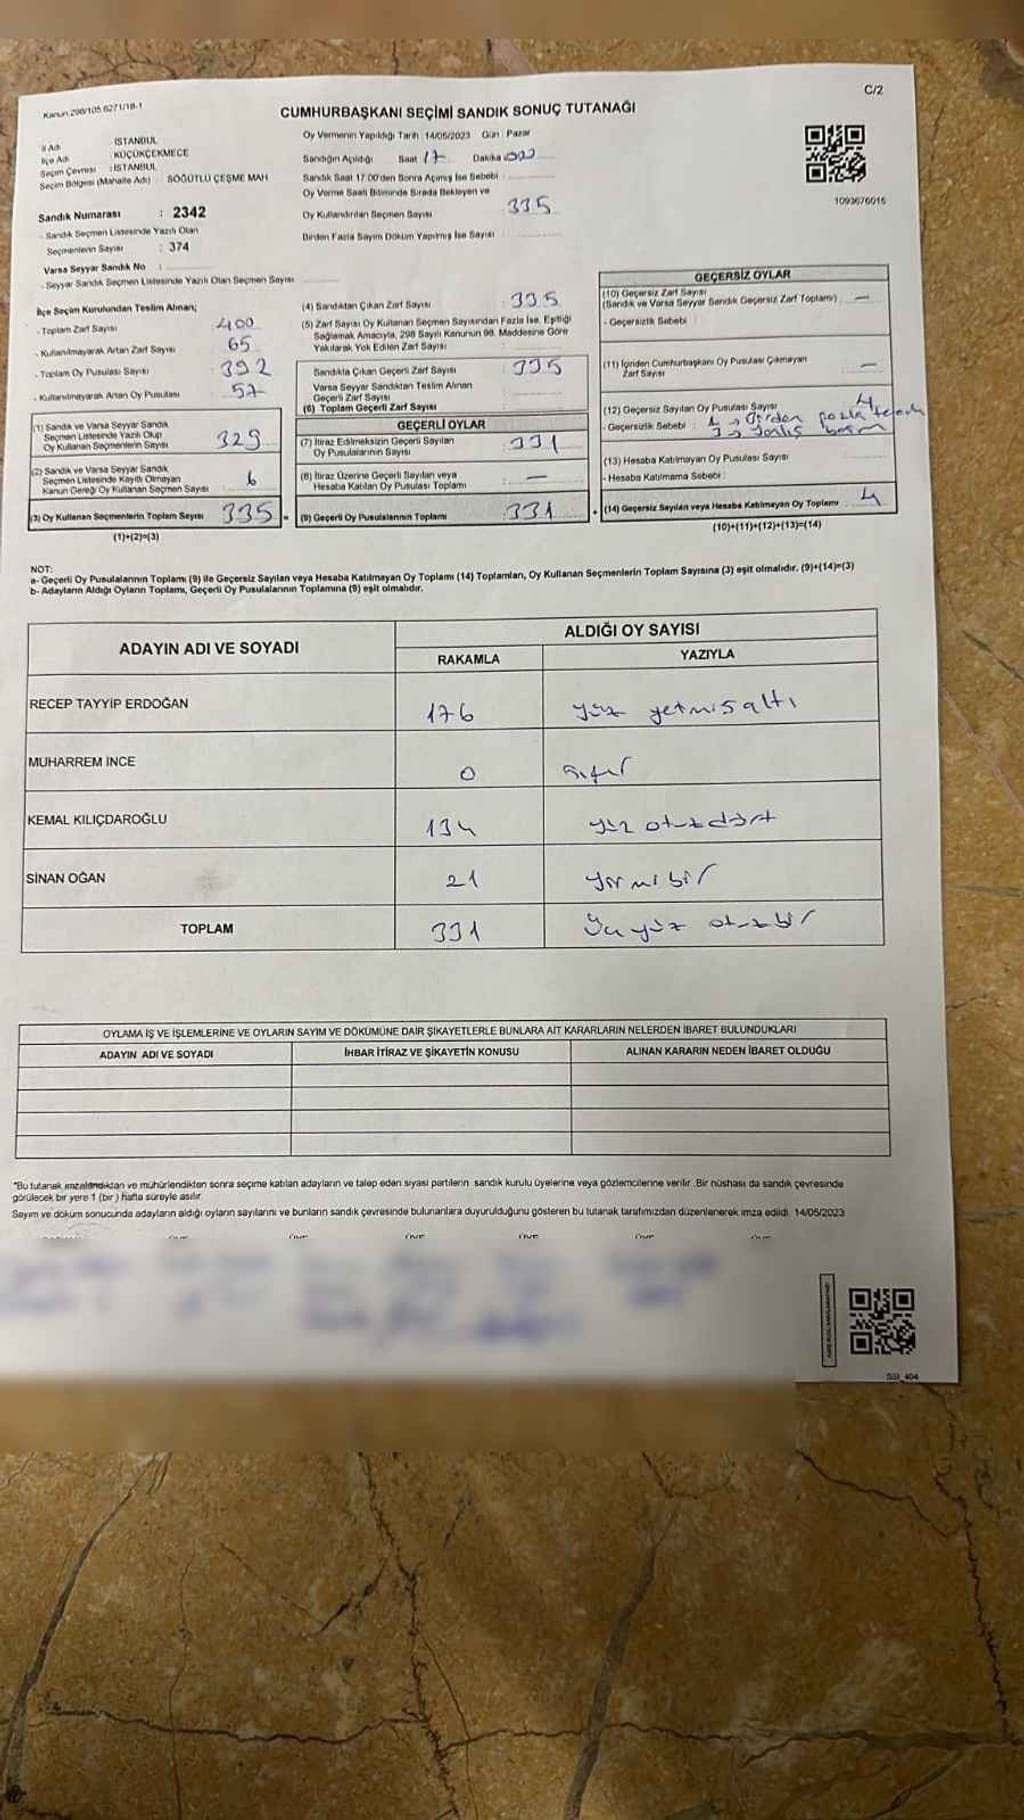 Kanun 298/105 6271/18-1
C/2
CUMHURBAŞKANI SEÇİMİ SANDIK SONUÇ TUTANAĞI
İl Adı İSTANBUL
İlçe Adı : KÜÇÜKÇEKMECE
Seçim Çevresi : İSTANBUL
Seçim Bölgesi (Mahalle Adı) : SÖĞÜTLÜ ÇEŞME MAH
Sandık Numarası : 2342
- Sandık Seçmen Listesinde Yazılı Olan
Seçmenlerin Sayısı : 374
Varsa Seyyar Sandık No :
- Seyyar Sandık Seçmen Listesinde Yazılı Olan Seçmen Sayısı
Oy Vermenin Yapıldığı Tarih : 14/05/2023 Gün : Pazar
Sandığın Açıldığı Saat 17 Dakika 00
Sandık Saat 17:00'den Sonra Açılmış İse Sebebi :
Oy Verme Saati Bitiminde Sırada Bekleyen ve
Oy Kullandırılan Seçmen Sayısı 335
Birden Fazla Sayım Döküm Yapılmış İse Sayısı
1093676016
İlçe Seçim Kurulundan Teslim Alınan;
- Toplam Zarf Sayısı 400
- Kullanılmayarak Artan Zarf Sayısı 65
- Toplam Oy Pusulası Sayısı 392
- Kullanılmayarak Artan Oy Pusulası 57
(1) Sandık ve Varsa Seyyar Sandık
Seçmen Listesinde Yazılı Olup
Oy Kullanan Seçmenlerin Sayısı 329
(2) Sandık ve Varsa Seyyar Sandık
Seçmen Listesinde Kayıtlı Olmayan
Kanun Gereği Oy Kullanan Seçmen Sayısı 6
(3) Oy Kullanan Seçmenlerin Toplam Sayısı 335
(1)+(2)=(3)
(4) Sandıktan Çıkan Zarf Sayısı 335
(5) Zarf Sayısı Oy Kullanan Seçmen Sayısından Fazla İse, Eşitliği
Sağlamak Amacıyla, 298 Sayılı Kanunun 98. Maddesine Göre
Yakılarak Yok Edilen Zarf Sayısı
Sandıkta Çıkan Geçerli Zarf Sayısı 335
Varsa Seyyar Sandıktan Teslim Alınan
Geçerli Zarf Sayısı
(6) Toplam Geçerli Zarf Sayısı
GEÇERLİ OYLAR
(7) İtiraz Edilmeksizin Geçerli Sayılan
Oy Pusulalarının Sayısı 331
(8) İtiraz Üzerine Geçerli Sayılan veya
Hesaba Katılan Oy Pusulası Toplamı —
(9) Geçerli Oy Pusulalarının Toplamı 331
GEÇERSİZ OYLAR
(10) Geçersiz Zarf Sayısı
(Sandık ve Varsa Seyyar Sandık Geçersiz Zarf Toplamı) —
- Geçersizlik Sebebi :
(11) İçinden Cumhurbaşkanı Oy Pusulası Çıkmayan
Zarf Sayısı —
(12) Geçersiz Sayılan Oy Pusulası Sayısı 4
- Geçersizlik Sebebi : 1 → Birden fazla
3 → Yanlış basım
(13) Hesaba Katılmayan Oy Pusulası Sayısı
- Hesaba Katılmama Sebebi :
(14) Geçersiz Sayılan veya Hesaba Katılmayan Oy Toplamı 4
(10)+(11)+(12)+(13)=(14)
NOT:
a- Geçerli Oy Pusulalarının Toplamı (9) ile Geçersiz Sayılan veya Hesaba Katılmayan Oy Toplamı (14) Toplamları, Oy Kullanan Seçmenlerin Toplam Sayısına (3) eşit olmalıdır. (9)+(14)=(3)
b- Adayların Aldığı Oyların Toplamı, Geçerli Oy Pusulalarının Toplamına (9) eşit olmalıdır.
ADAYIN ADI VE SOYADI ALDIĞI OY SAYISI
RAKAMLA YAZIYLA
RECEP TAYYİP ERDOĞAN 176 yüz yetmiş altı
MUHARREM İNCE 0 sıfır
KEMAL KILIÇDAROĞLU 134 yüz otuzdört
SİNAN OĞAN 21 yirmi bir
TOPLAM 331 Üçyüz otuzbir
OYLAMA İŞ VE İŞLEMLERİNE VE OYLARIN SAYIM VE DÖKÜMÜNE DAİR ŞİKAYETLERLE BUNLARA AİT KARARLARIN NELERDEN İBARET BULUNDUKLARI
ADAYIN ADI VE SOYADI İHBAR İTİRAZ VE ŞİKAYETİN KONUSU ALINAN KARARIN NEDEN İBARET OLDUĞU
*Bu tutanak imzalandıktan ve mühürlendikten sonra seçime katılan adayların ve talep eden siyasi partilerin sandık kurulu üyelerine veya gözlemcilerine verilir. Bir nüshası da sandık çevresinde
görülecek bir yere 1 (bir) hafta süreyle asılır.
Sayım ve döküm sonucunda adayların aldığı oyların sayılarını ve bunların sandık çevresinde bulunanlara duyurulduğunu gösteren bu tutanak tarafımızdan düzenlenerek imza edildi. 14/05/2023
SSI_404